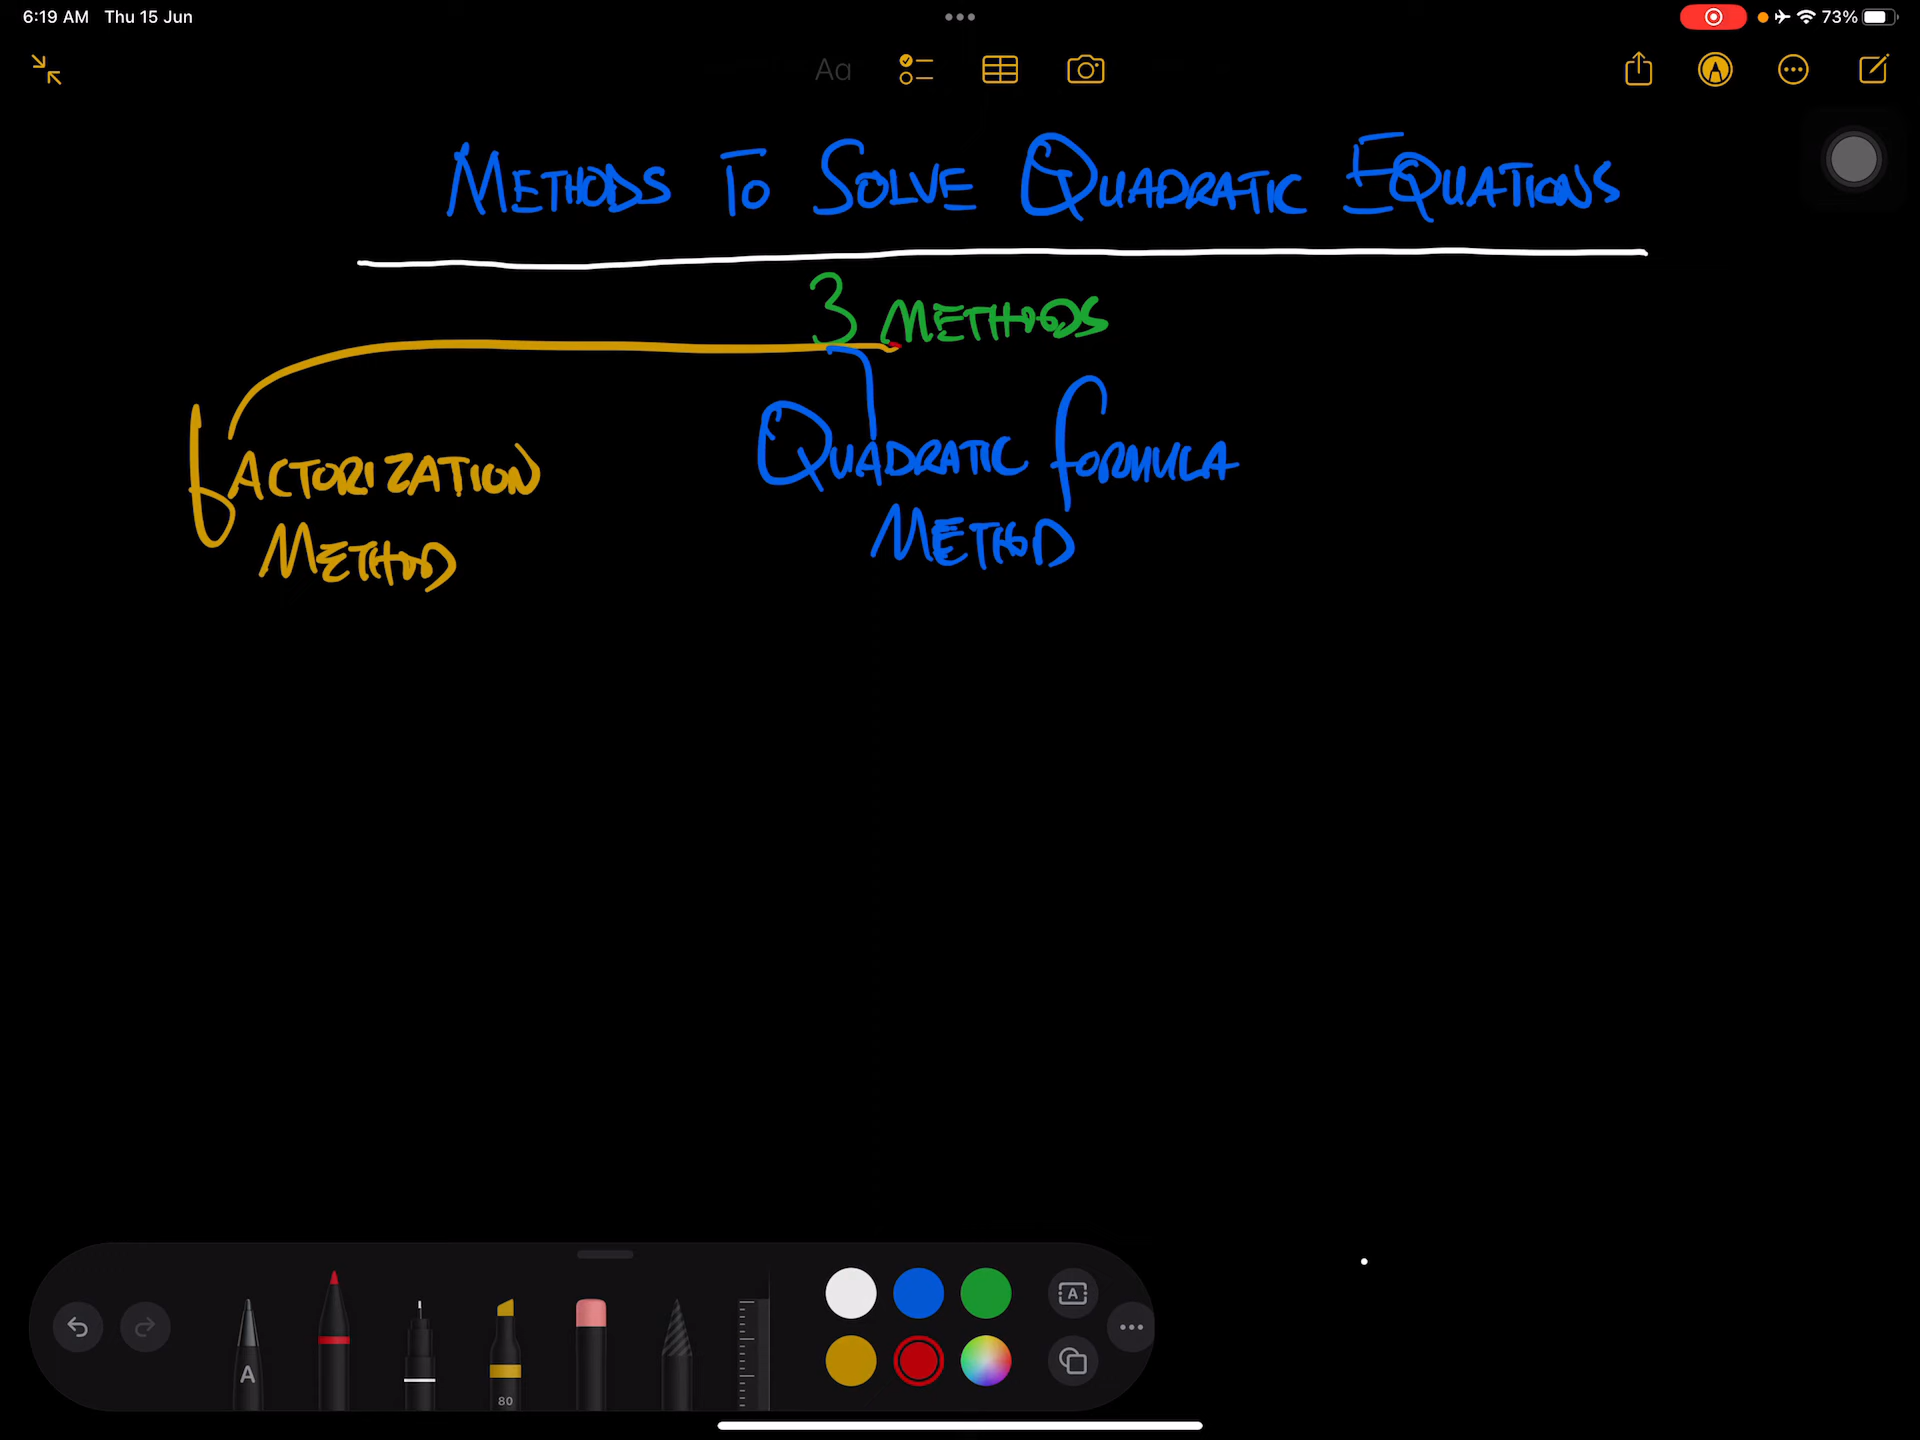 6:19 AM Thu 15 Jun 73%
Aa
METHODS TO SOLVE QUADRATIC EQUATIONS
3 METHODS
FACTORIZATION METHOD
QUADRATIC FORMULA METHOD
A
80
A